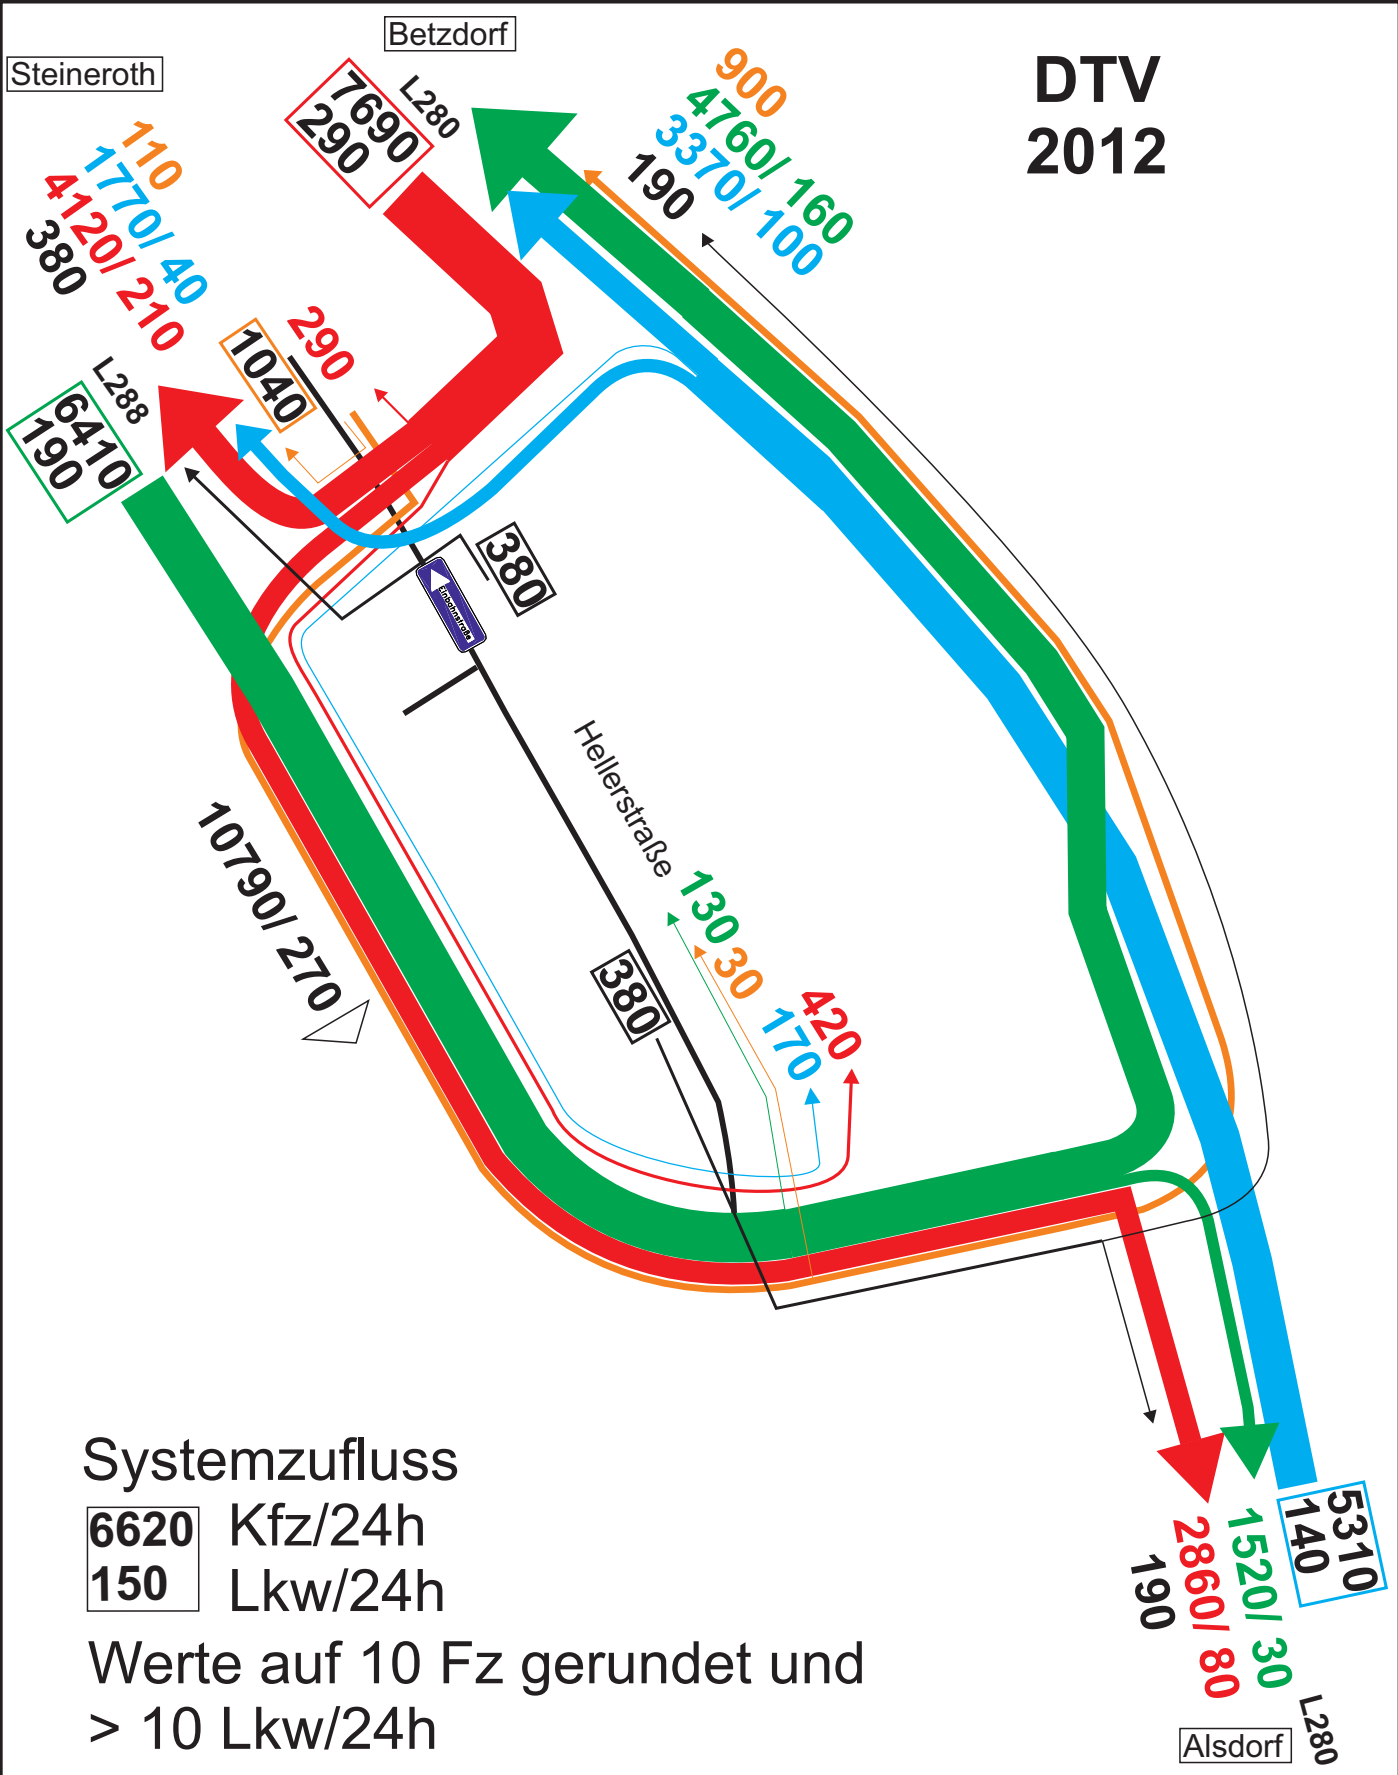 Betzdorf
Steineroth
DTV
2012
7690
290
L280
900
4760/ 160
3370/ 100
190
110
1770/ 40
4120/ 210
380
290
1040
L288
6410
190
380
Einbahnstraße
Hellerstraße
10790/ 270
130
30
170
420
380
Systemzufluss
6620 Kfz/24h
150 Lkw/24h
Werte auf 10 Fz gerundet und
> 10 Lkw/24h
5310
140
1520/ 30
2860/ 80
190
L280
Alsdorf